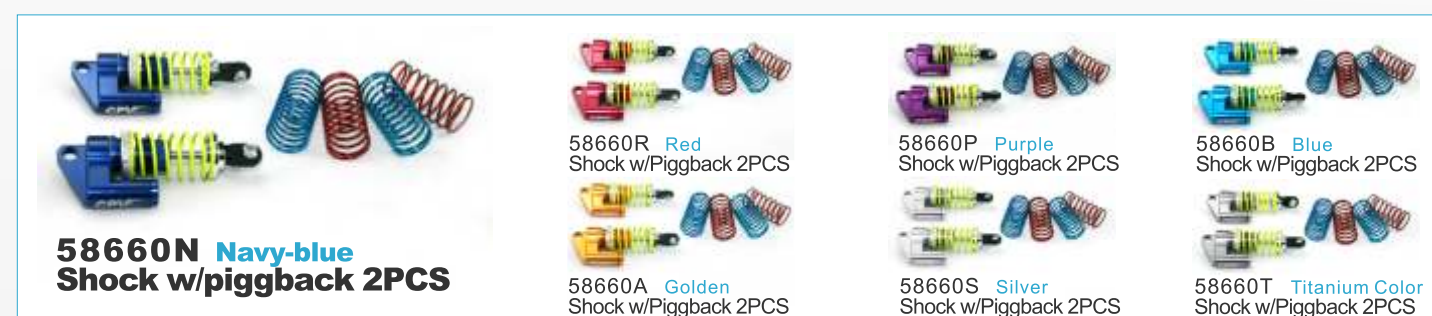 58660N Navy-blue
Shock w/piggback 2PCS
58660R Red
Shock w/Piggback 2PCS
58660P Purple
Shock w/Piggback 2PCS
58660B Blue
Shock w/Piggback 2PCS
58660A Golden
Shock w/Piggback 2PCS
58660S Silver
Shock w/Piggback 2PCS
58660T Titanium Color
Shock w/Piggback 2PCS